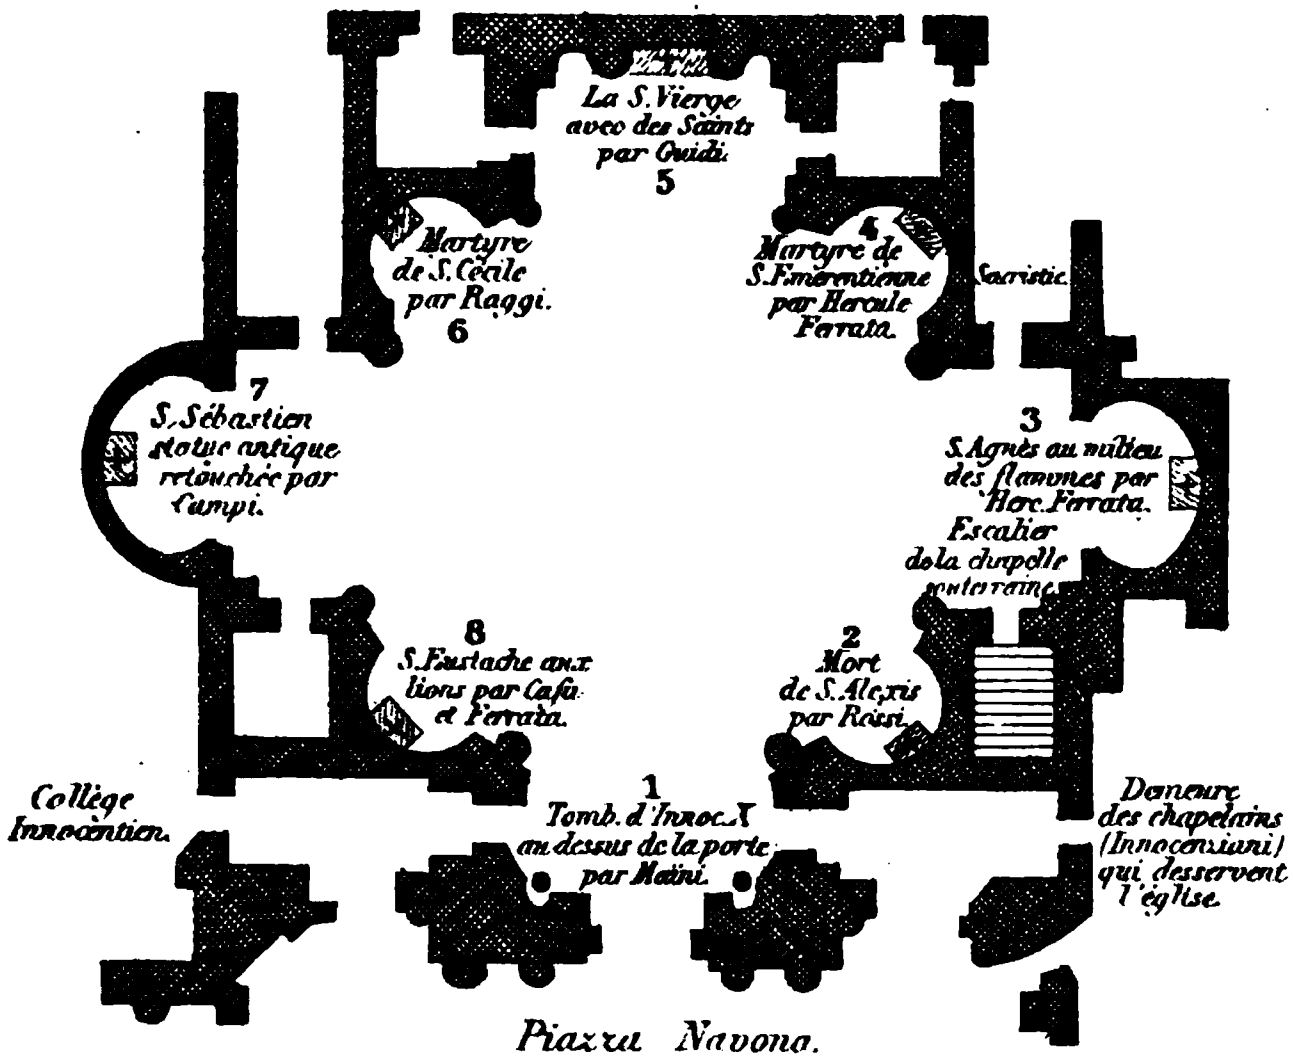 La S. Vierge
avec des Saints
par Guidi.
5
Martyre
de S. Cécile
par Raggi.
6
4
Martyre de
S. Emérentienne
par Hercule
Ferrata.
Sacristie.
7
S. Sébastien
statue antique
retouchée par
Campi.
3
S. Agnès au milieu
des flammes par
Herc. Ferrata.
Escalier
de la chapelle
souterraine
8
S. Eustache aux
lions par Cafa
et Ferrata.
2
Mort
de S. Alexis
par Rossi.
1
Tomb. d'Innoc. X
au dessus de la porte
par Maini.
Collège
Innocentien.
Demeure
des chapelains
(Innocenziani)
qui desservent
l'église.
Piazza Navona.